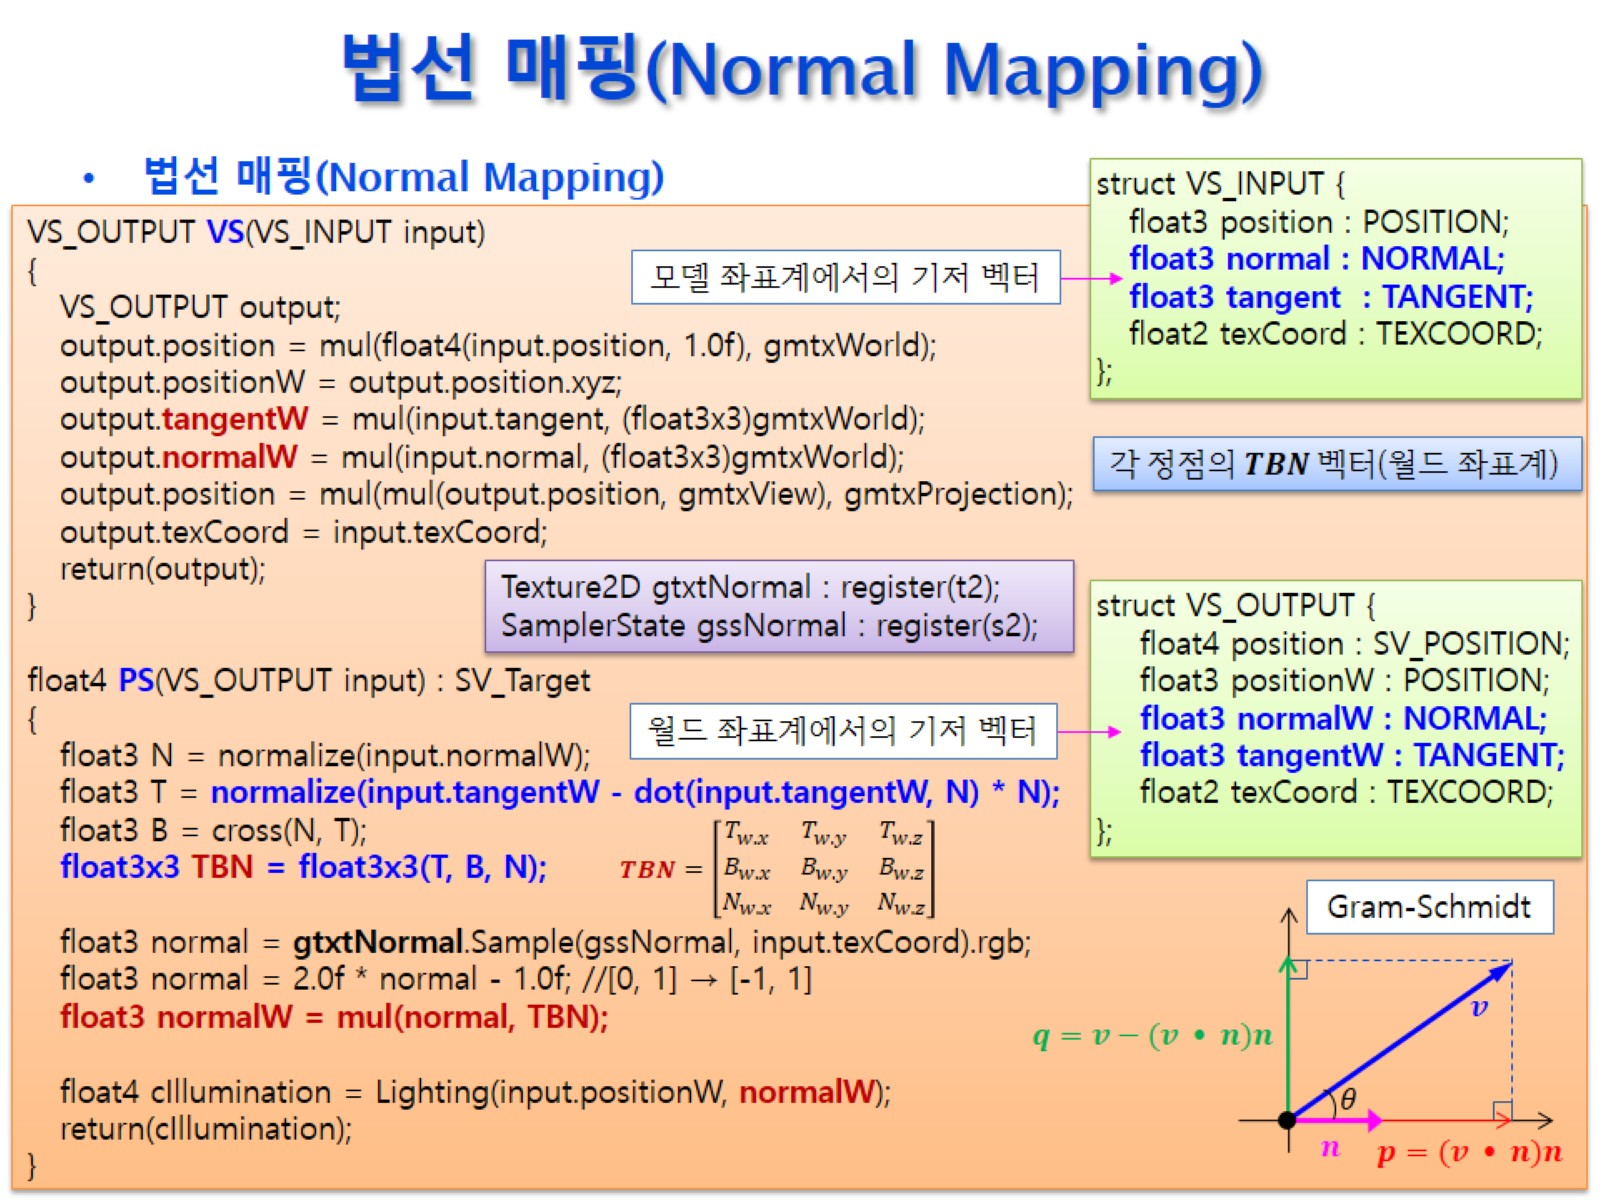 법선 매핑(Normal Mapping)
• 법선 매핑(Normal Mapping)
VS_OUTPUT VS(VS_INPUT input)
{
VS_OUTPUT output;
output.position = mul(float4(input.position, 1.0f), gmtxWorld);
output.positionW = output.position.xyz;
output.tangentW = mul(input.tangent, (float3x3)gmtxWorld);
output.normalW = mul(input.normal, (float3x3)gmtxWorld);
output.position = mul(mul(output.position, gmtxView), gmtxProjection);
output.texCoord = input.texCoord;
return(output);
}
모델 좌표계에서의 기저 벡터
struct VS_INPUT {
float3 position : POSITION;
float3 normal : NORMAL;
float3 tangent : TANGENT;
float2 texCoord : TEXCOORD;
};
각 정점의 TBN 벡터(월드 좌표계)
Texture2D gtxtNormal : register(t2);
SamplerState gssNormal : register(s2);
float4 PS(VS_OUTPUT input) : SV_Target
{
float3 N = normalize(input.normalW);
float3 T = normalize(input.tangentW - dot(input.tangentW, N) * N);
float3 B = cross(N, T);
float3x3 TBN = float3x3(T, B, N);
TBN = [T_{w.x} T_{w.y} T_{w.z}
B_{w.x} B_{w.y} B_{w.z}
N_{w.x} N_{w.y} N_{w.z}]
float3 normal = gtxtNormal.Sample(gssNormal, input.texCoord).rgb;
float3 normal = 2.0f * normal - 1.0f; //[0, 1] → [-1, 1]
float3 normalW = mul(normal, TBN);
float4 cIllumination = Lighting(input.positionW, normalW);
return(cIllumination);
}
월드 좌표계에서의 기저 벡터
struct VS_OUTPUT {
float4 position : SV_POSITION;
float3 positionW : POSITION;
float3 normalW : NORMAL;
float3 tangentW : TANGENT;
float2 texCoord : TEXCOORD;
};
Gram-Schmidt
v
q = v − (v • n)n
θ
n
p = (v • n)n